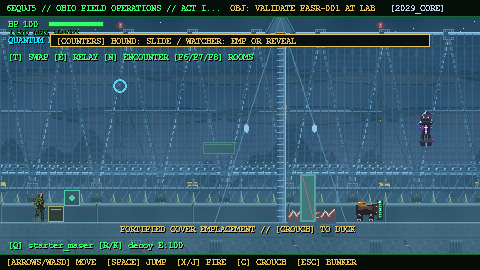 6EQUJ5 // OHIO FIELD OPERATIONS // ACT I... OBJ: VALIDATE FASR-001 AT LAB [2029_CORE]
HP 100
QUANTUM [COUNTERS] HOUND: SLIDE / WATCHER: EMP OR REVEAL
[T] SWAP [E] RELAY [N] ENCOUNTER [F6/F7/F8] ROOMS
FORTIFIED COVER EMPLACEMENT // [CROUCH] TO DUCK
[Q] starter_maser [R/K] decoy E:100
[ARROWS/WASD] MOVE [SPACE] JUMP [X/J] FIRE [C] CROUCH [ESC] BUNKER